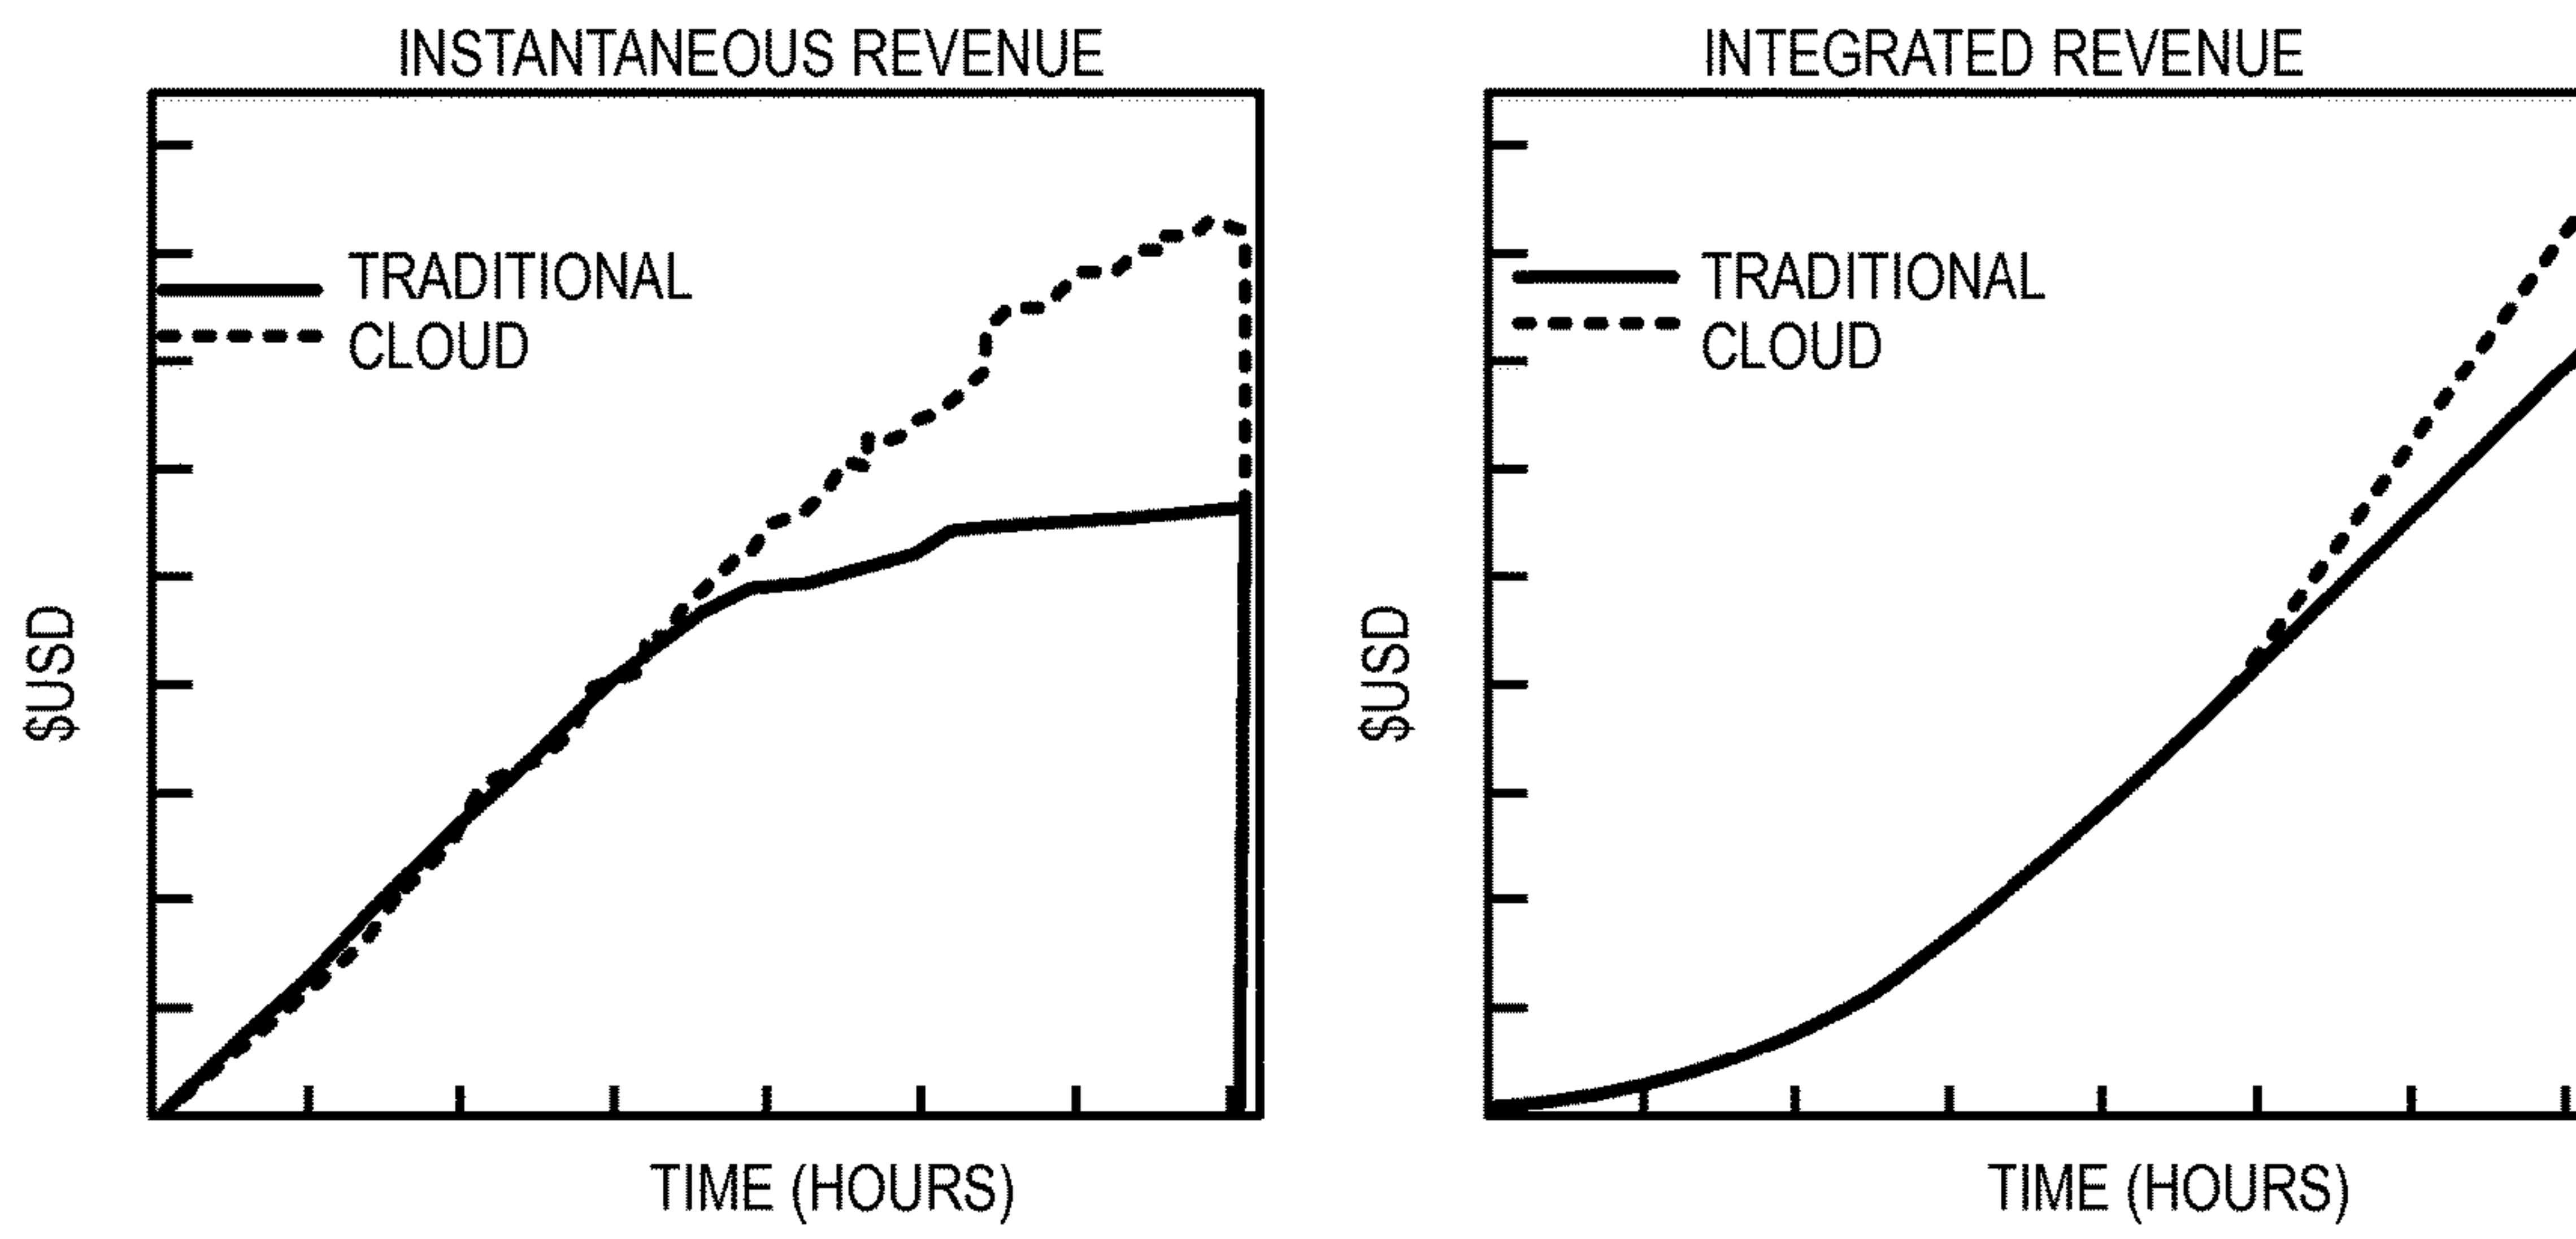 INSTANTANEOUS REVENUE
TRADITIONAL
CLOUD
$USD
TIME (HOURS)
INTEGRATED REVENUE
TRADITIONAL
CLOUD
$USD
TIME (HOURS)